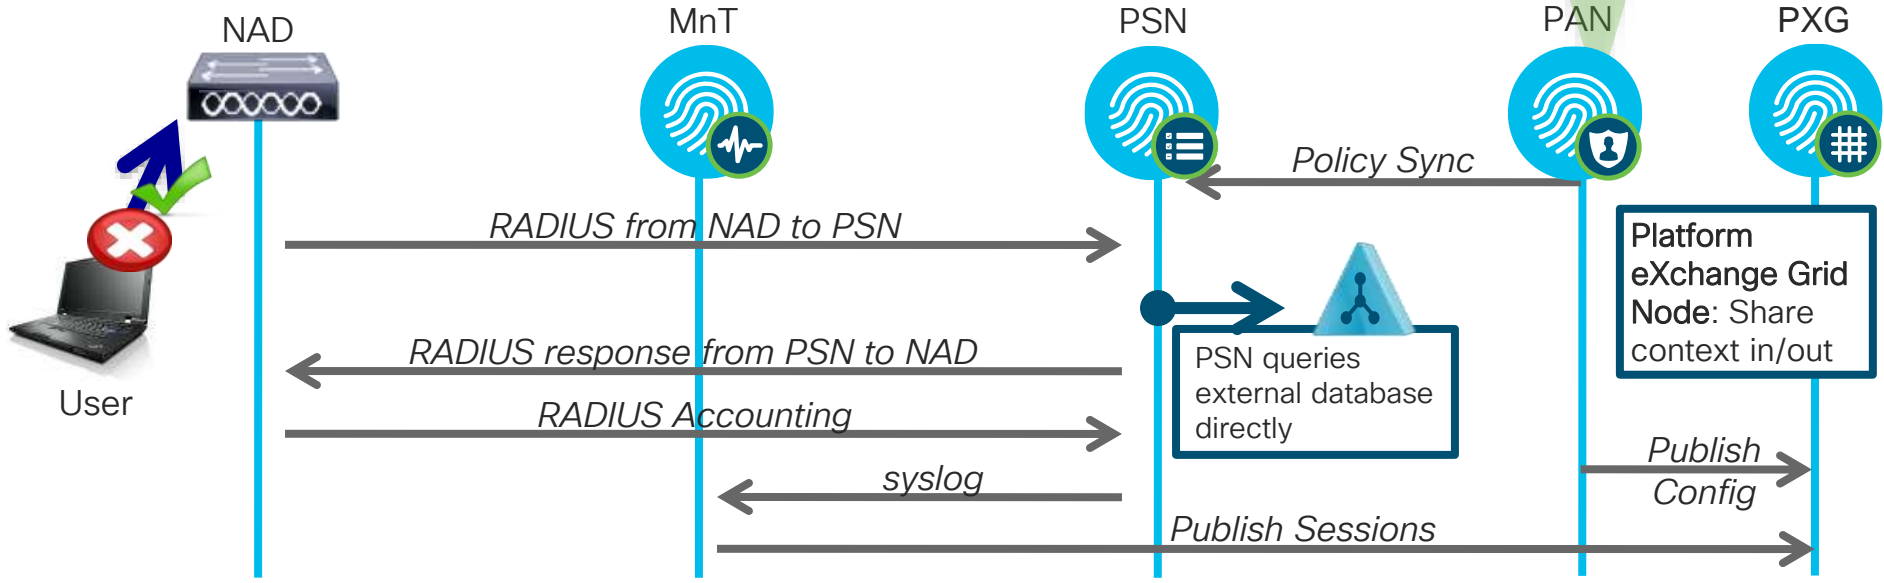 NAD
MnT
PSN
PAN
PXG
Policy Sync
RADIUS from NAD to PSN
Platform
eXchange Grid
Node: Share
context in/out
RADIUS response from PSN to NAD
PSN queries
external database
directly
User
RADIUS Accounting
Publish
Config
syslog
Publish Sessions